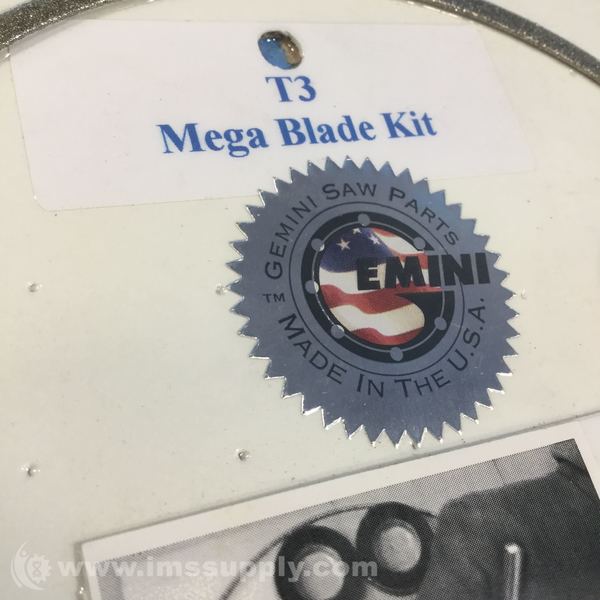 T3
Mega Blade Kit
GEMINI SAW PARTS
EMINI
TM
MADE IN THE U.S.A.
www.imssupply.com